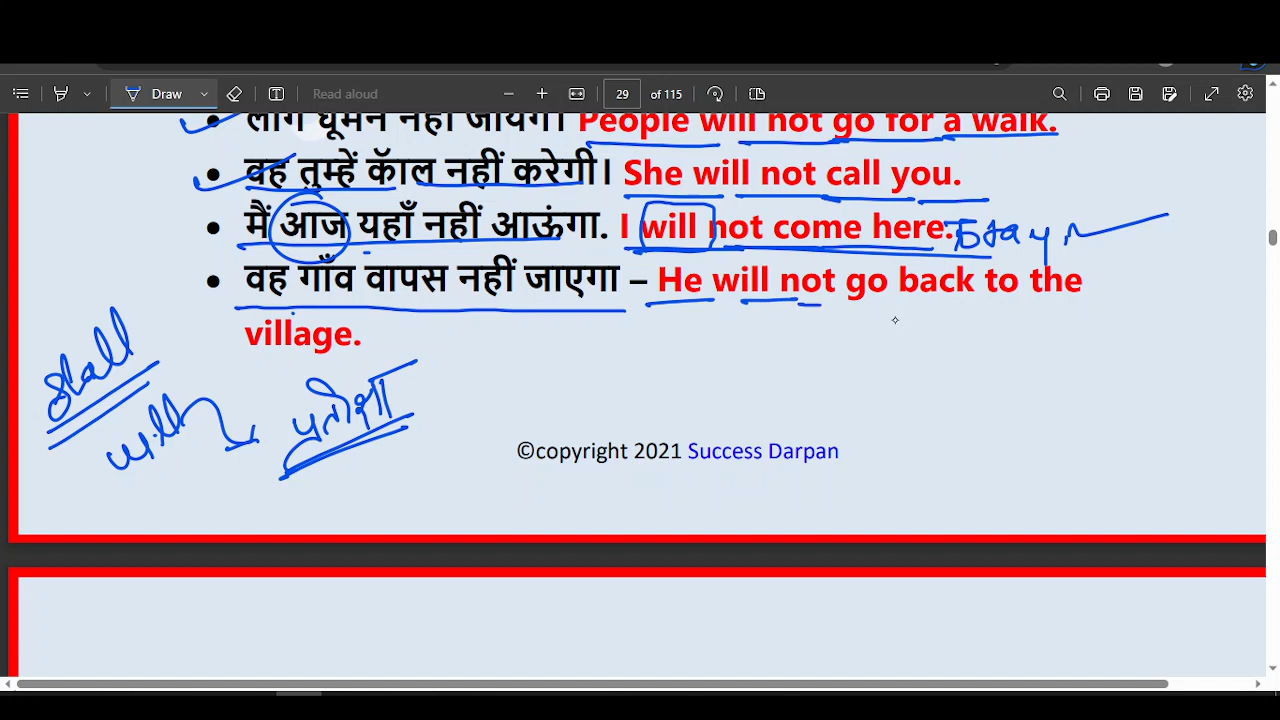 Draw
Read aloud
29 of 115
लोग घूमने नहीं जायेंगे। People will not go for a walk.
वह तुम्हें कॅाल नहीं करेगी। She will not call you.
मैं आज यहाँ नहीं आऊंगा. I will not come here.
वह गाँव वापस नहीं जाएगा – He will not go back to the
village.
shall
will
©copyright 2021 Success Darpan